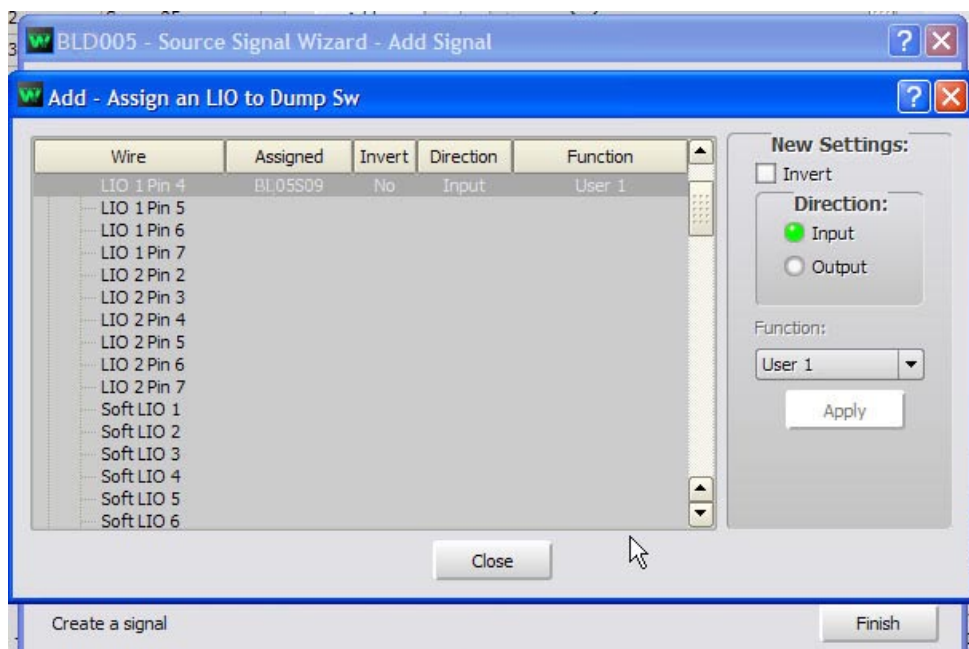 2
3
BLD005 - Source Signal Wizard - Add Signal
Add - Assign an LIO to Dump Sw
Wire Assigned Invert Direction Function
LIO 1 Pin 4 BL05S09 No Input User 1
LIO 1 Pin 5
LIO 1 Pin 6
LIO 1 Pin 7
LIO 2 Pin 2
LIO 2 Pin 3
LIO 2 Pin 4
LIO 2 Pin 5
LIO 2 Pin 6
LIO 2 Pin 7
Soft LIO 1
Soft LIO 2
Soft LIO 3
Soft LIO 4
Soft LIO 5
Soft LIO 6
New Settings:
Invert
Direction:
Input
Output
Function:
User 1
Apply
Close
Create a signal
Finish